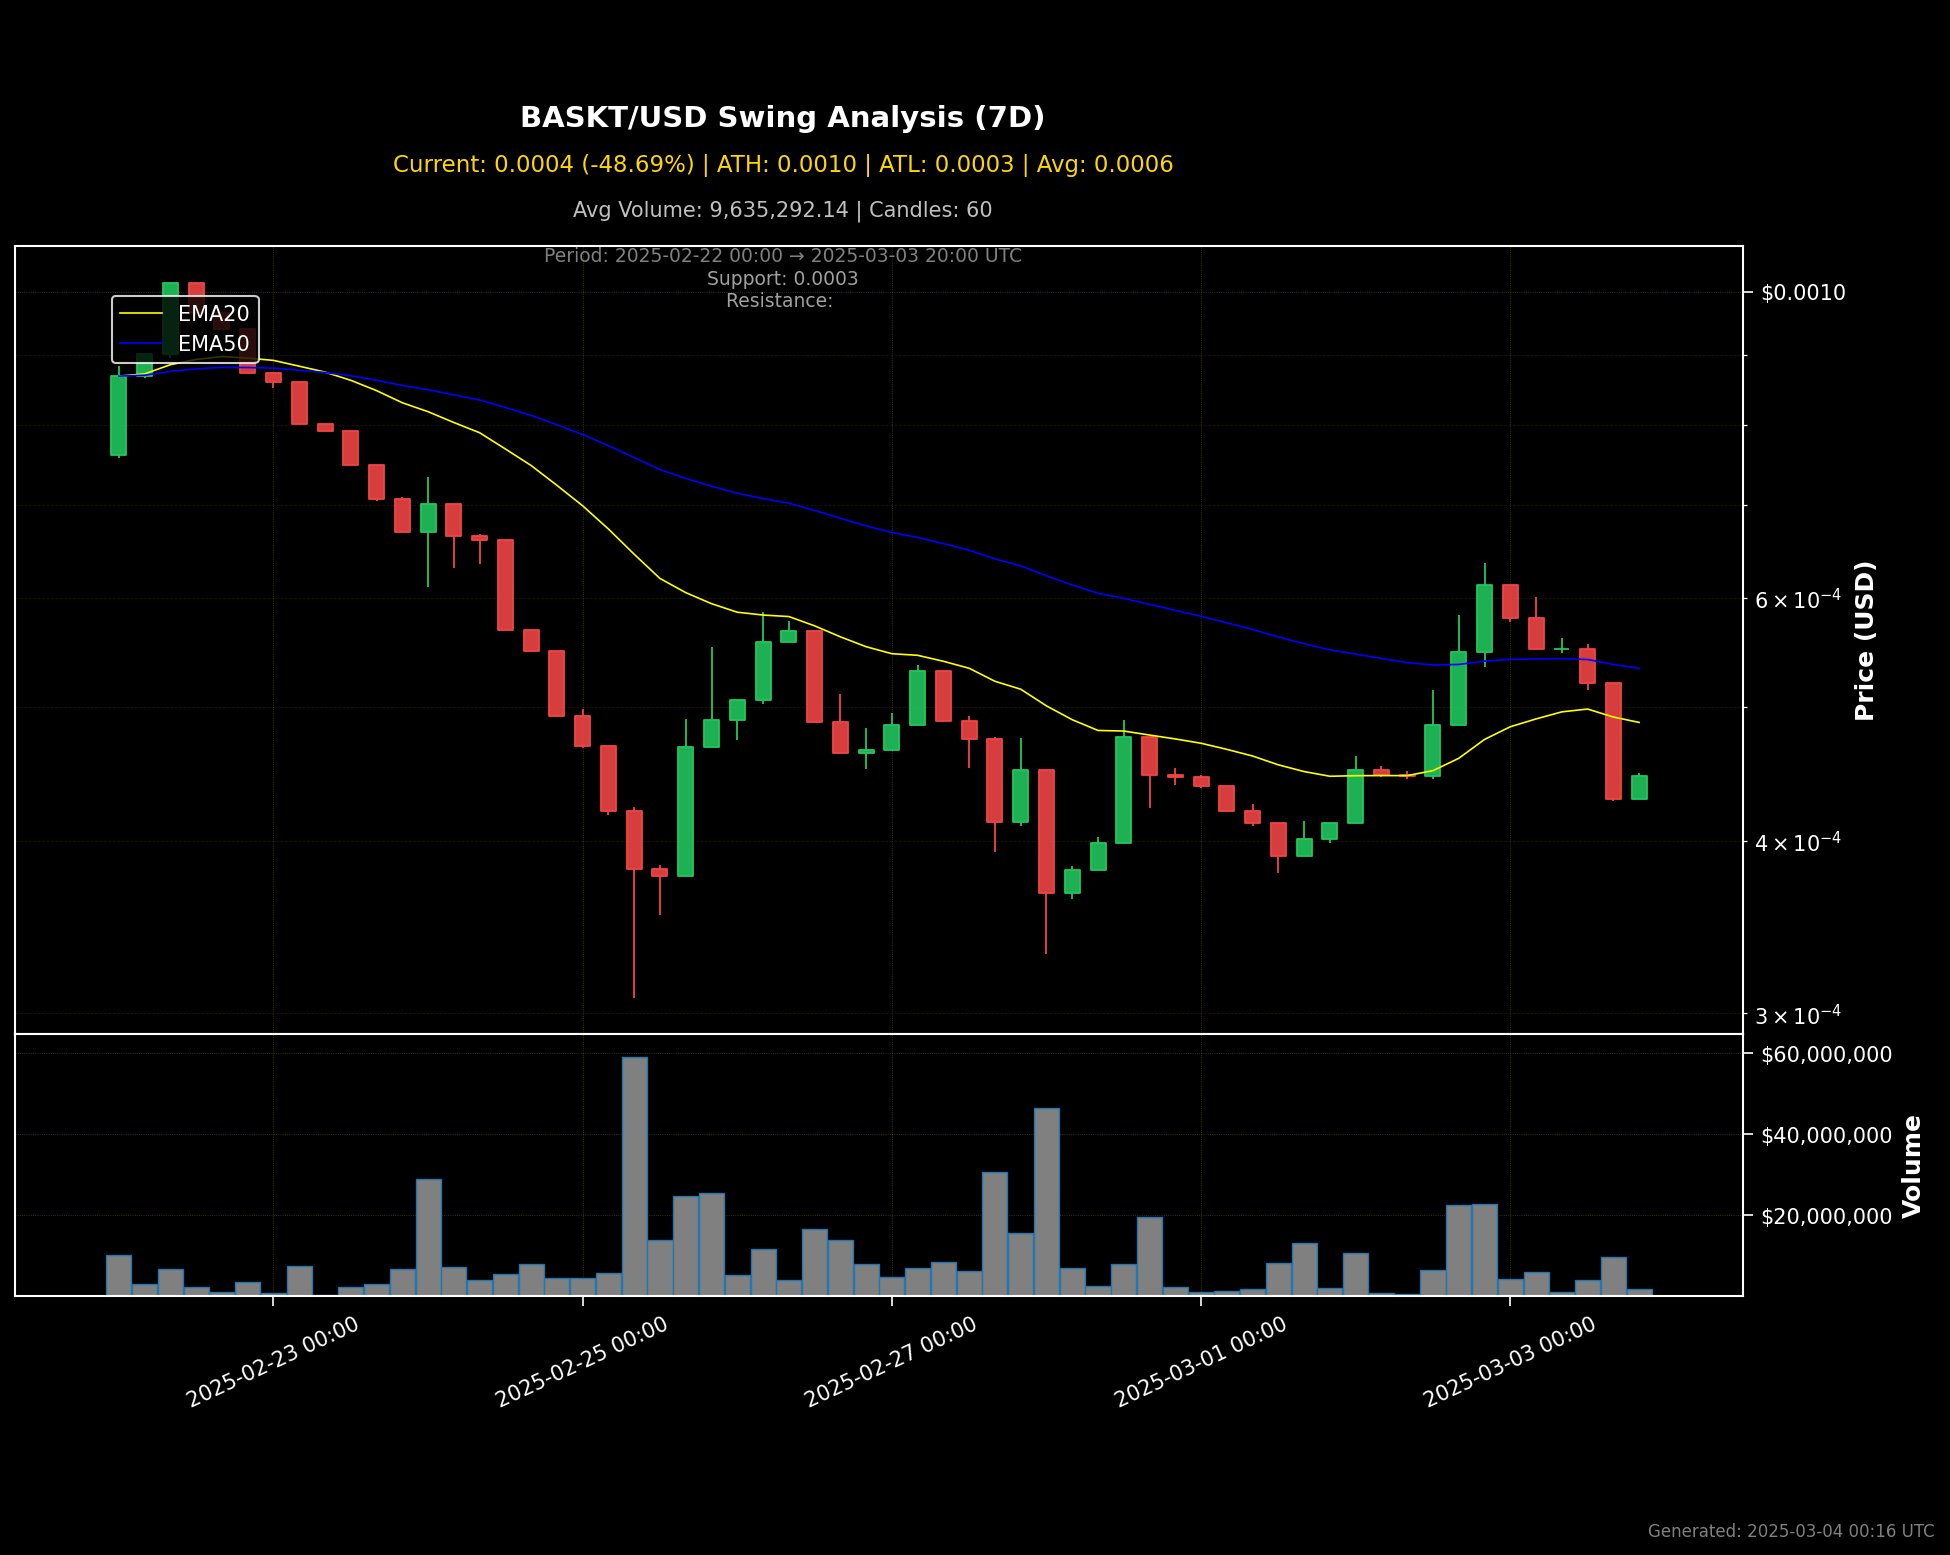 BASKT/USD Swing Analysis (7D)
Current: 0.0004 (-48.69%) | ATH: 0.0010 | ATL: 0.0003 | Avg: 0.0006
Avg Volume: 9,635,292.14 | Candles: 60
Period: 2025-02-22 00:00 → 2025-03-03 20:00 UTC
Support: 0.0003
Resistance:
EMA20
EMA50
$0.0010
6 × 10⁻⁴
4 × 10⁻⁴
3 × 10⁻⁴
Price (USD)
$60,000,000
$40,000,000
$20,000,000
Volume
2025-02-23 00:00
2025-02-25 00:00
2025-02-27 00:00
2025-03-01 00:00
2025-03-03 00:00
Generated: 2025-03-04 00:16 UTC